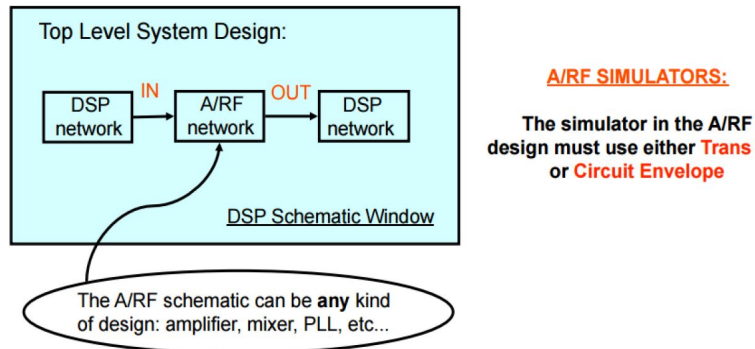 Top Level System Design:
IN
OUT
DSP
network
A/RF
network
DSP
network
DSP Schematic Window
The A/RF schematic can be any kind
of design: amplifier, mixer, PLL, etc...
A/RF SIMULATORS:
The simulator in the A/RF
design must use either Trans
or Circuit Envelope